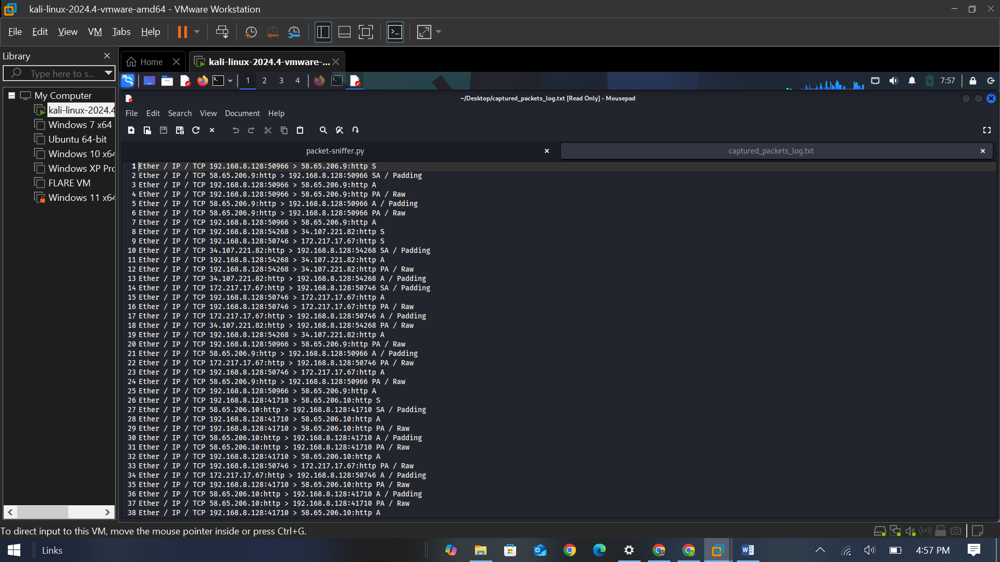 kali-linux-2024.4-vmware-amd64 - VMware Workstation
File Edit View VM Tabs Help
Library
Type here to s...
My Computer
kali-linux-2024.4
Windows 7 x64
Ubuntu 64-bit
Windows 10 x64
Windows XP Pro
FLARE VM
Windows 11 x64
Home
kali-linux-2024.4-vmware-...
1 2 3 4
7:57
~/Desktop/captured_packets_log.txt [Read Only] - Mousepad
File Edit Search View Document Help
packet-sniffer.py
captured_packets_log.txt
1 Ether / IP / TCP 192.168.8.128:50966 > 58.65.206.9:http S
2 Ether / IP / TCP 58.65.206.9:http > 192.168.8.128:50966 SA / Padding
3 Ether / IP / TCP 192.168.8.128:50966 > 58.65.206.9:http A
4 Ether / IP / TCP 192.168.8.128:50966 > 58.65.206.9:http PA / Raw
5 Ether / IP / TCP 58.65.206.9:http > 192.168.8.128:50966 A / Padding
6 Ether / IP / TCP 58.65.206.9:http > 192.168.8.128:50966 PA / Raw
7 Ether / IP / TCP 192.168.8.128:50966 > 58.65.206.9:http A
8 Ether / IP / TCP 192.168.8.128:54268 > 34.107.221.82:http S
9 Ether / IP / TCP 192.168.8.128:50746 > 172.217.17.67:http S
10 Ether / IP / TCP 34.107.221.82:http > 192.168.8.128:54268 SA / Padding
11 Ether / IP / TCP 192.168.8.128:54268 > 34.107.221.82:http A
12 Ether / IP / TCP 192.168.8.128:54268 > 34.107.221.82:http PA / Raw
13 Ether / IP / TCP 34.107.221.82:http > 192.168.8.128:54268 A / Padding
14 Ether / IP / TCP 172.217.17.67:http > 192.168.8.128:50746 SA / Padding
15 Ether / IP / TCP 192.168.8.128:50746 > 172.217.17.67:http A
16 Ether / IP / TCP 192.168.8.128:50746 > 172.217.17.67:http PA / Raw
17 Ether / IP / TCP 172.217.17.67:http > 192.168.8.128:50746 A / Padding
18 Ether / IP / TCP 34.107.221.82:http > 192.168.8.128:54268 PA / Raw
19 Ether / IP / TCP 192.168.8.128:54268 > 34.107.221.82:http A
20 Ether / IP / TCP 192.168.8.128:50966 > 58.65.206.9:http PA / Raw
21 Ether / IP / TCP 58.65.206.9:http > 192.168.8.128:50966 A / Padding
22 Ether / IP / TCP 172.217.17.67:http > 192.168.8.128:50746 PA / Raw
23 Ether / IP / TCP 192.168.8.128:50746 > 172.217.17.67:http A
24 Ether / IP / TCP 58.65.206.9:http > 192.168.8.128:50966 PA / Raw
25 Ether / IP / TCP 192.168.8.128:50966 > 58.65.206.9:http A
26 Ether / IP / TCP 192.168.8.128:41710 > 58.65.206.10:http S
27 Ether / IP / TCP 58.65.206.10:http > 192.168.8.128:41710 SA / Padding
28 Ether / IP / TCP 192.168.8.128:41710 > 58.65.206.10:http A
29 Ether / IP / TCP 192.168.8.128:41710 > 58.65.206.10:http PA / Raw
30 Ether / IP / TCP 58.65.206.10:http > 192.168.8.128:41710 A / Padding
31 Ether / IP / TCP 58.65.206.10:http > 192.168.8.128:41710 PA / Raw
32 Ether / IP / TCP 192.168.8.128:41710 > 58.65.206.10:http A
33 Ether / IP / TCP 192.168.8.128:50746 > 172.217.17.67:http PA / Raw
34 Ether / IP / TCP 172.217.17.67:http > 192.168.8.128:50746 A / Padding
35 Ether / IP / TCP 192.168.8.128:41710 > 58.65.206.10:http PA / Raw
36 Ether / IP / TCP 58.65.206.10:http > 192.168.8.128:41710 A / Padding
37 Ether / IP / TCP 58.65.206.10:http > 192.168.8.128:41710 PA / Raw
38 Ether / IP / TCP 192.168.8.128:41710 > 58.65.206.10:http A
To direct input to this VM, move the mouse pointer inside or press Ctrl+G.
Links
4:57 PM